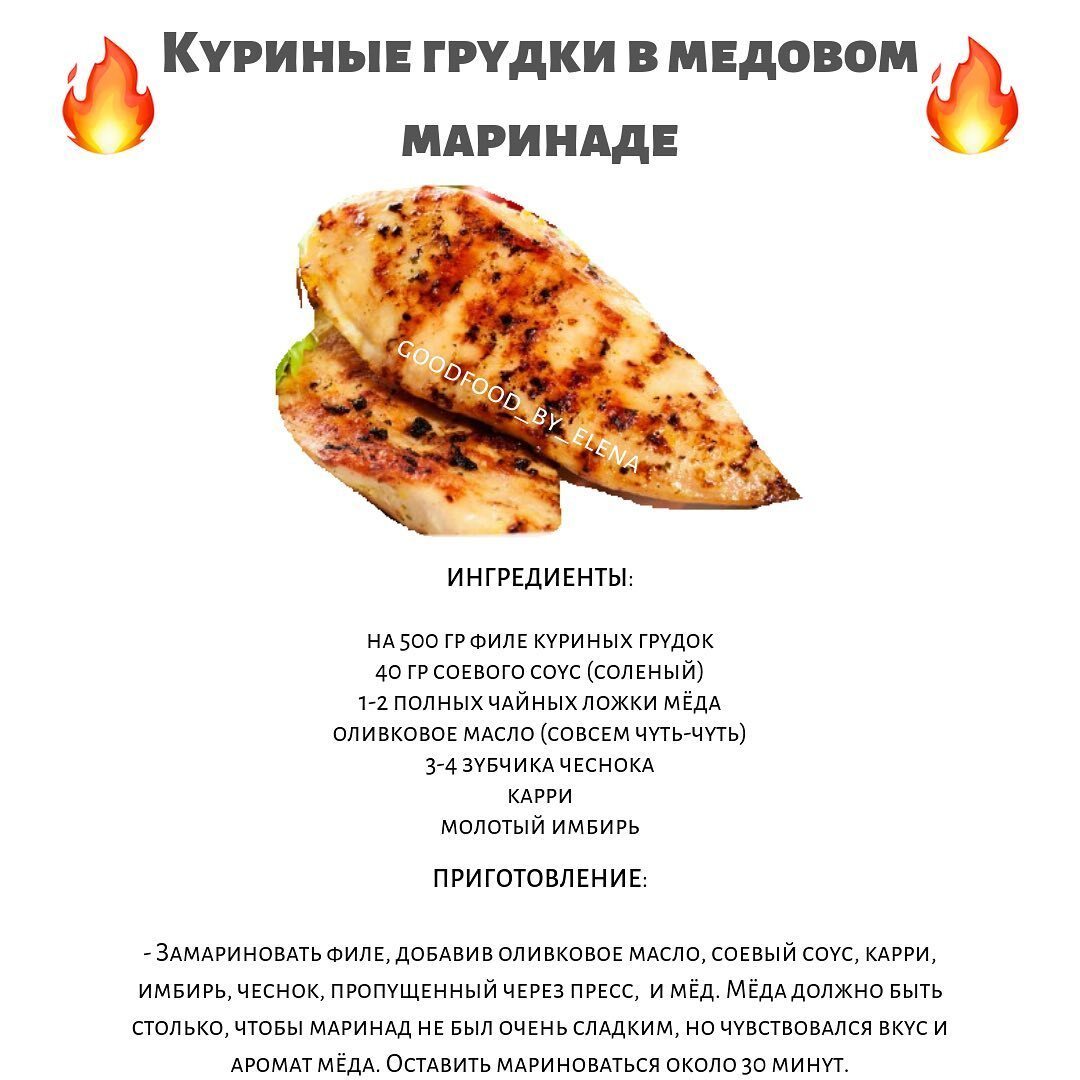 Куриные грудки в медовом
маринаде
GOODFOOD_BY_ELENA
ИНГРЕДИЕНТЫ:
НА 500 ГР ФИЛЕ КУРИНЫХ ГРУДОК
40 ГР СОЕВОГО СОУС (СОЛЕНЫЙ)
1-2 ПОЛНЫХ ЧАЙНЫХ ЛОЖКИ МЁДА
ОЛИВКОВОЕ МАСЛО (СОВСЕМ ЧУТЬ-ЧУТЬ)
3-4 ЗУБЧИКА ЧЕСНОКА
КАРРИ
МОЛОТЫЙ ИМБИРЬ
ПРИГОТОВЛЕНИЕ:
- Замариновать филе, добавив оливковое масло, соевый соус, карри,
имбирь, чеснок, пропущенный через пресс, и мёд. Мёда должно быть
столько, чтобы маринад не был очень сладким, но чувствовался вкус и
аромат мёда. Оставить мариноваться около 30 минут.